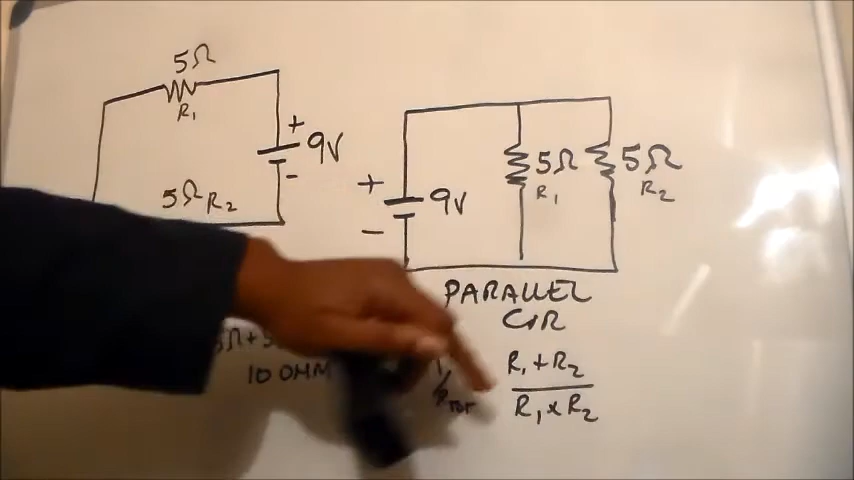 5Ω
R1
+
9V
-
5Ω R2
10 OHM
+
9V
-
5Ω
R1
5Ω
R2
PARALLEL
CIR
R1 + R2
R1 x R2